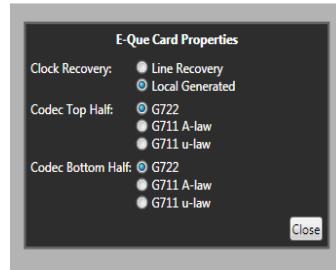 E-Que Card Properties
Clock Recovery: Line Recovery
Local Generated
Codec Top Half: G722
G711 A-law
G711 u-law
Codec Bottom Half: G722
G711 A-law
G711 u-law
Close